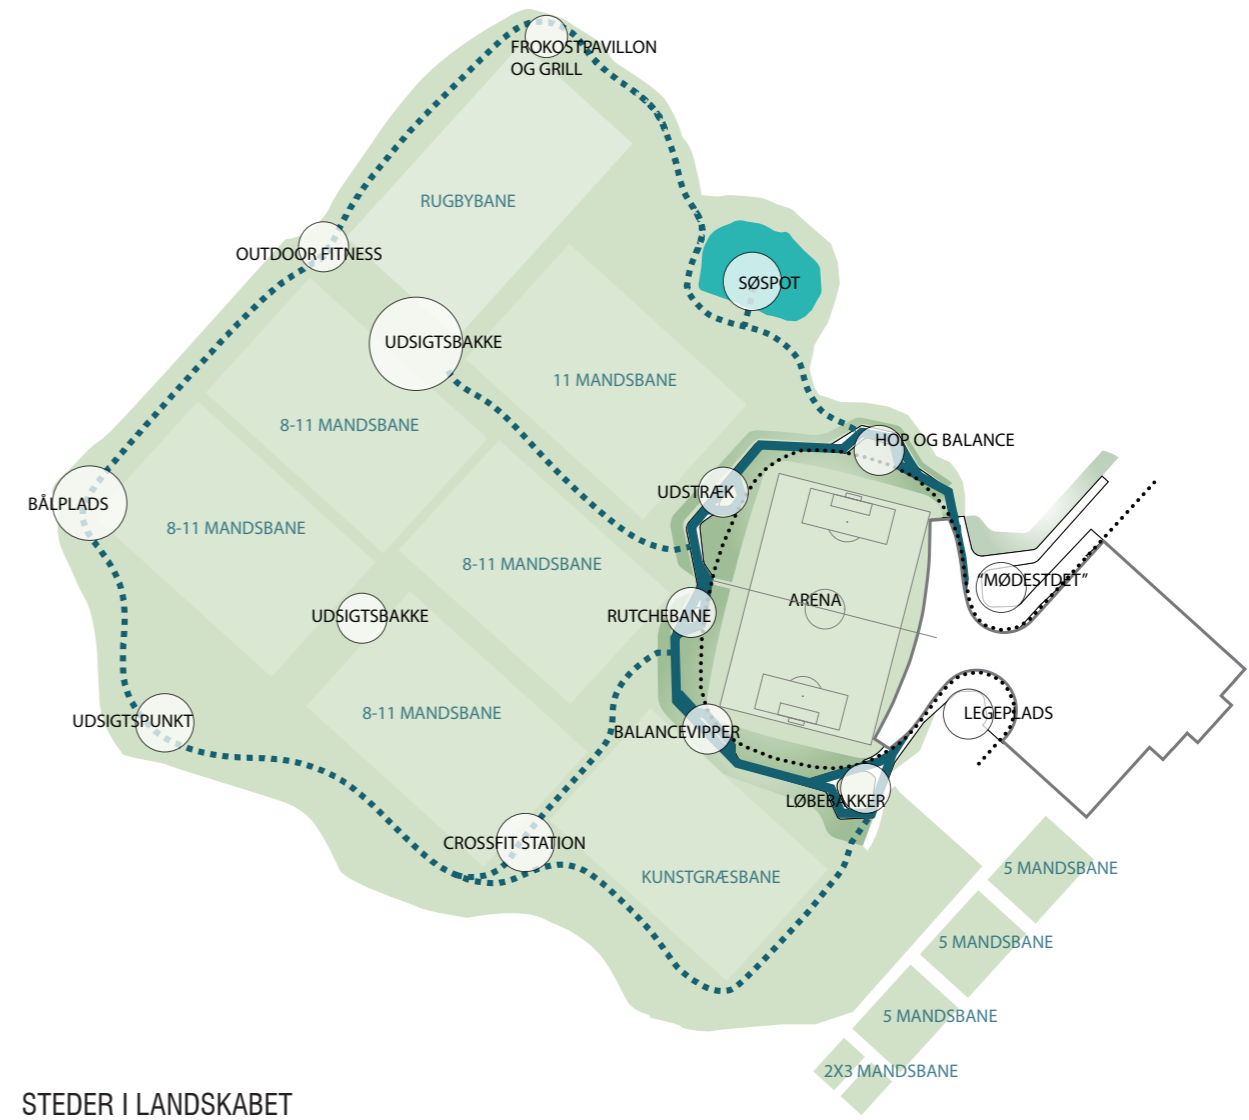 FROKOSTPAVILLON
OG GRILL
RUGBYBANE
OUTDOOR FITNESS
SØSPOT
UDSIGTSBAKKE
11 MANDSBANE
8-11 MANDSBANE
HOP OG BALANCE
UDSTRÆK
BÅLPLADS
8-11 MANDSBANE
8-11 MANDSBANE
"MØDESTDET"
ARENA
UDSIGTSBAKKE
RUTCHEBANE
8-11 MANDSBANE
LEGEPLADS
UDSIGTSPUNKT
BALANCEVIPPER
LØBEBAKKER
CROSSFIT STATION
5 MANDSBANE
KUNSTGRÆSBANE
5 MANDSBANE
5 MANDSBANE
2X3 MANDSBANE
STEDER I LANDSKABET